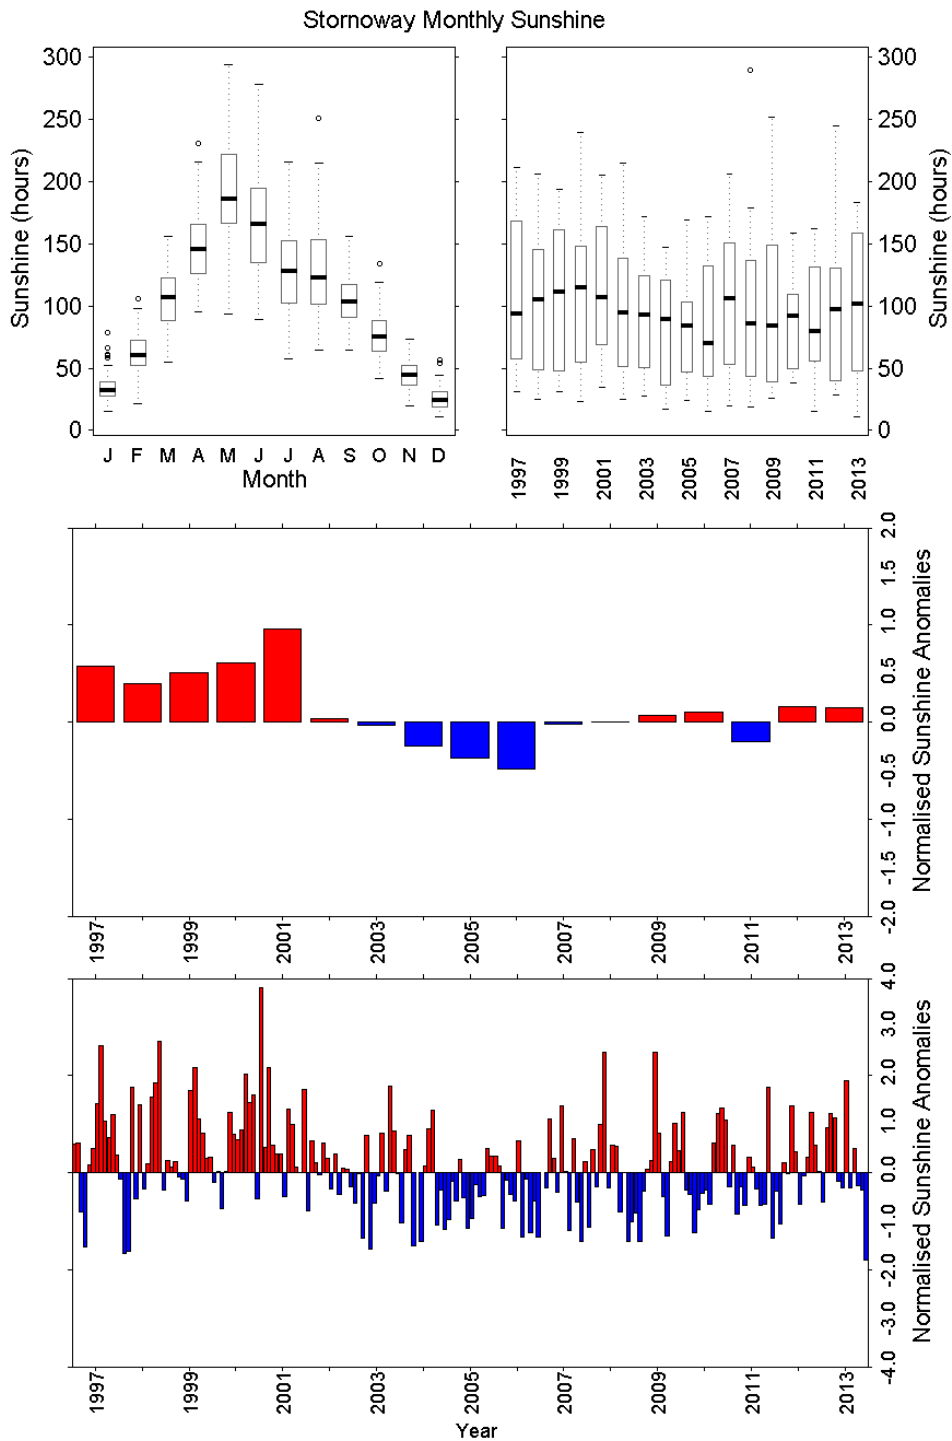 Stornoway Monthly Sunshine
300
250
200
150
100
50
0
Sunshine (hours)
J F M A M J J A S O N D
Month
300
250
200
150
100
50
0
Sunshine (hours)
1997 1999 2001 2003 2005 2007 2009 2011 2013
2.0
1.5
1.0
0.5
0.0
-0.5
-1.0
-1.5
-2.0
Normalised Sunshine Anomalies
1997 1999 2001 2003 2005 2007 2009 2011 2013
4.0
3.0
2.0
1.0
0.0
-1.0
-2.0
-3.0
-4.0
Normalised Sunshine Anomalies
1997 1999 2001 2003 2005 2007 2009 2011 2013
Year